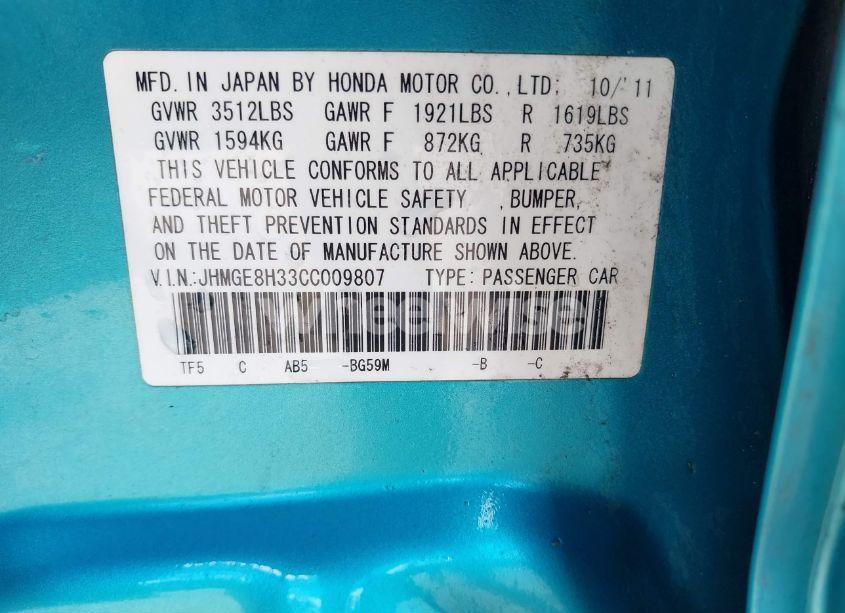 MFD. IN JAPAN BY HONDA MOTOR CO., LTD; 10/'11
GVWR 3512LBS GAWR F 1921LBS R 1619LBS
GVWR 1594KG GAWR F 872KG R 735KG
THIS VEHICLE CONFORMS TO ALL APPLICABLE
FEDERAL MOTOR VEHICLE SAFETY , BUMPER,
AND THEFT PREVENTION STANDARDS IN EFFECT
ON THE DATE OF MANUFACTURE SHOWN ABOVE.
V.I.N.:JHMGE8H33CC009807 TYPE: PASSENGER CAR
TF5 C AB5 -BG59M -B -C